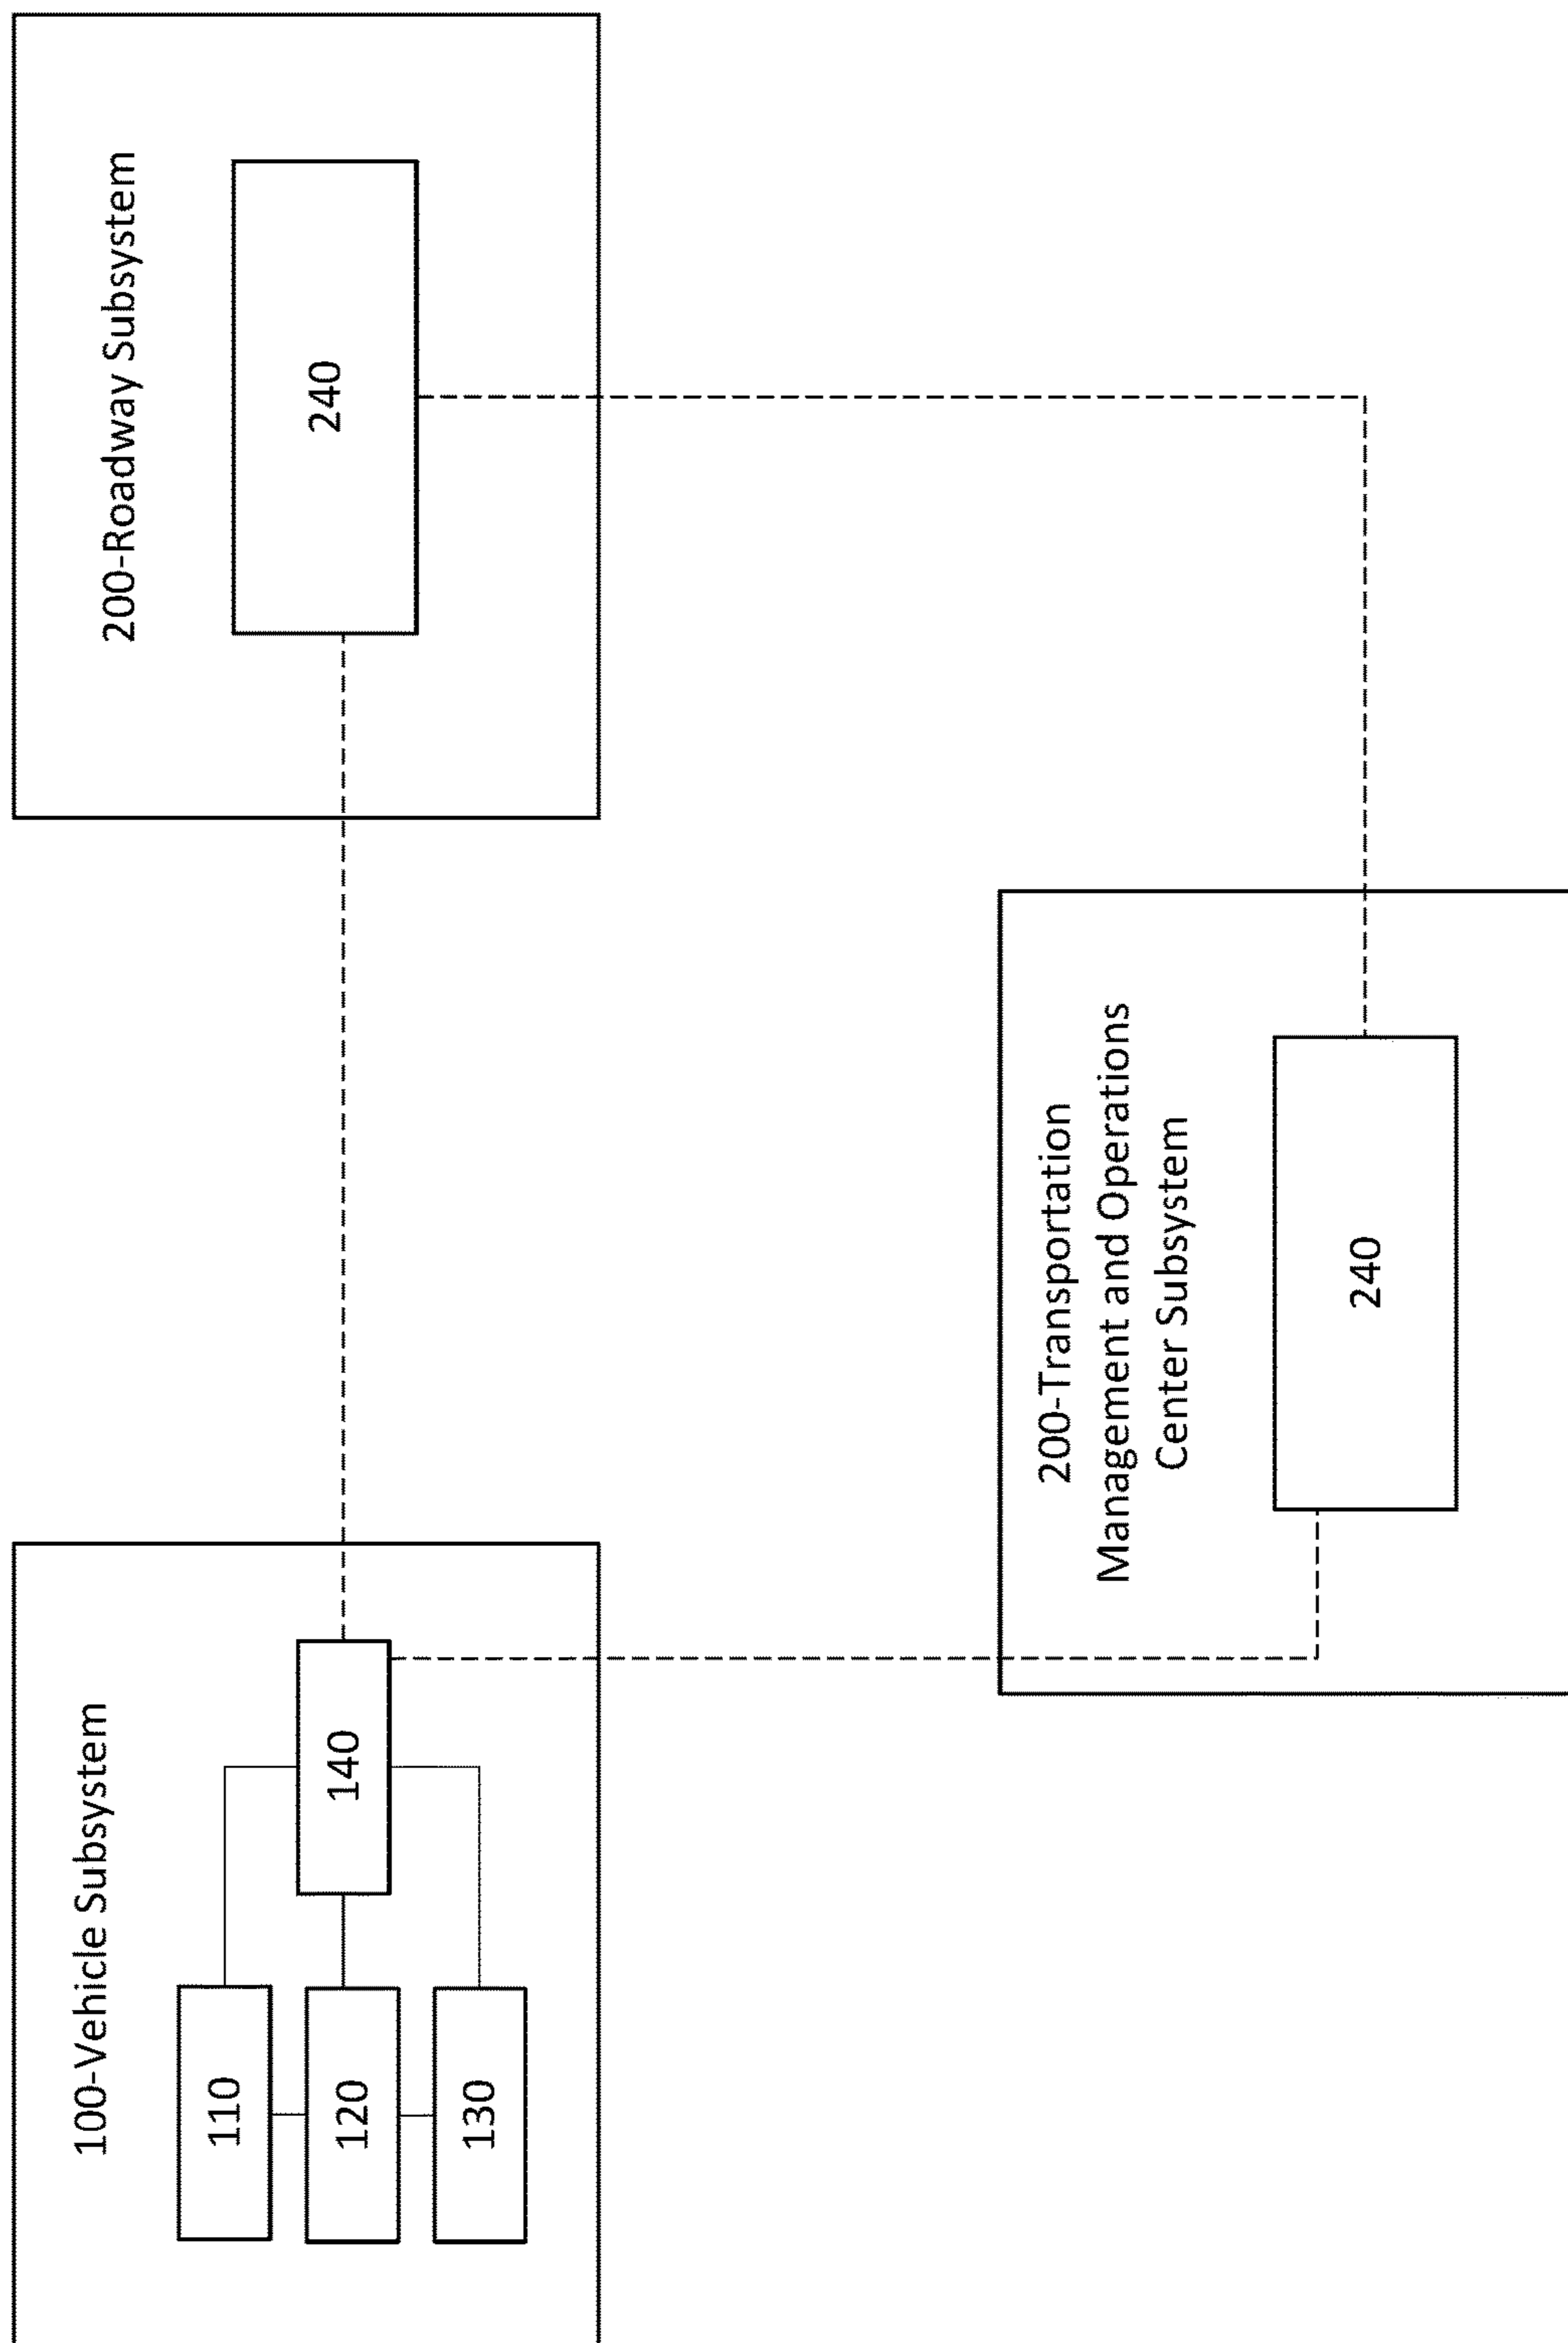 100-Vehicle Subsystem
110
120
130
140
200-Roadway Subsystem
240
200-Transportation
Management and Operations
Center Subsystem
240